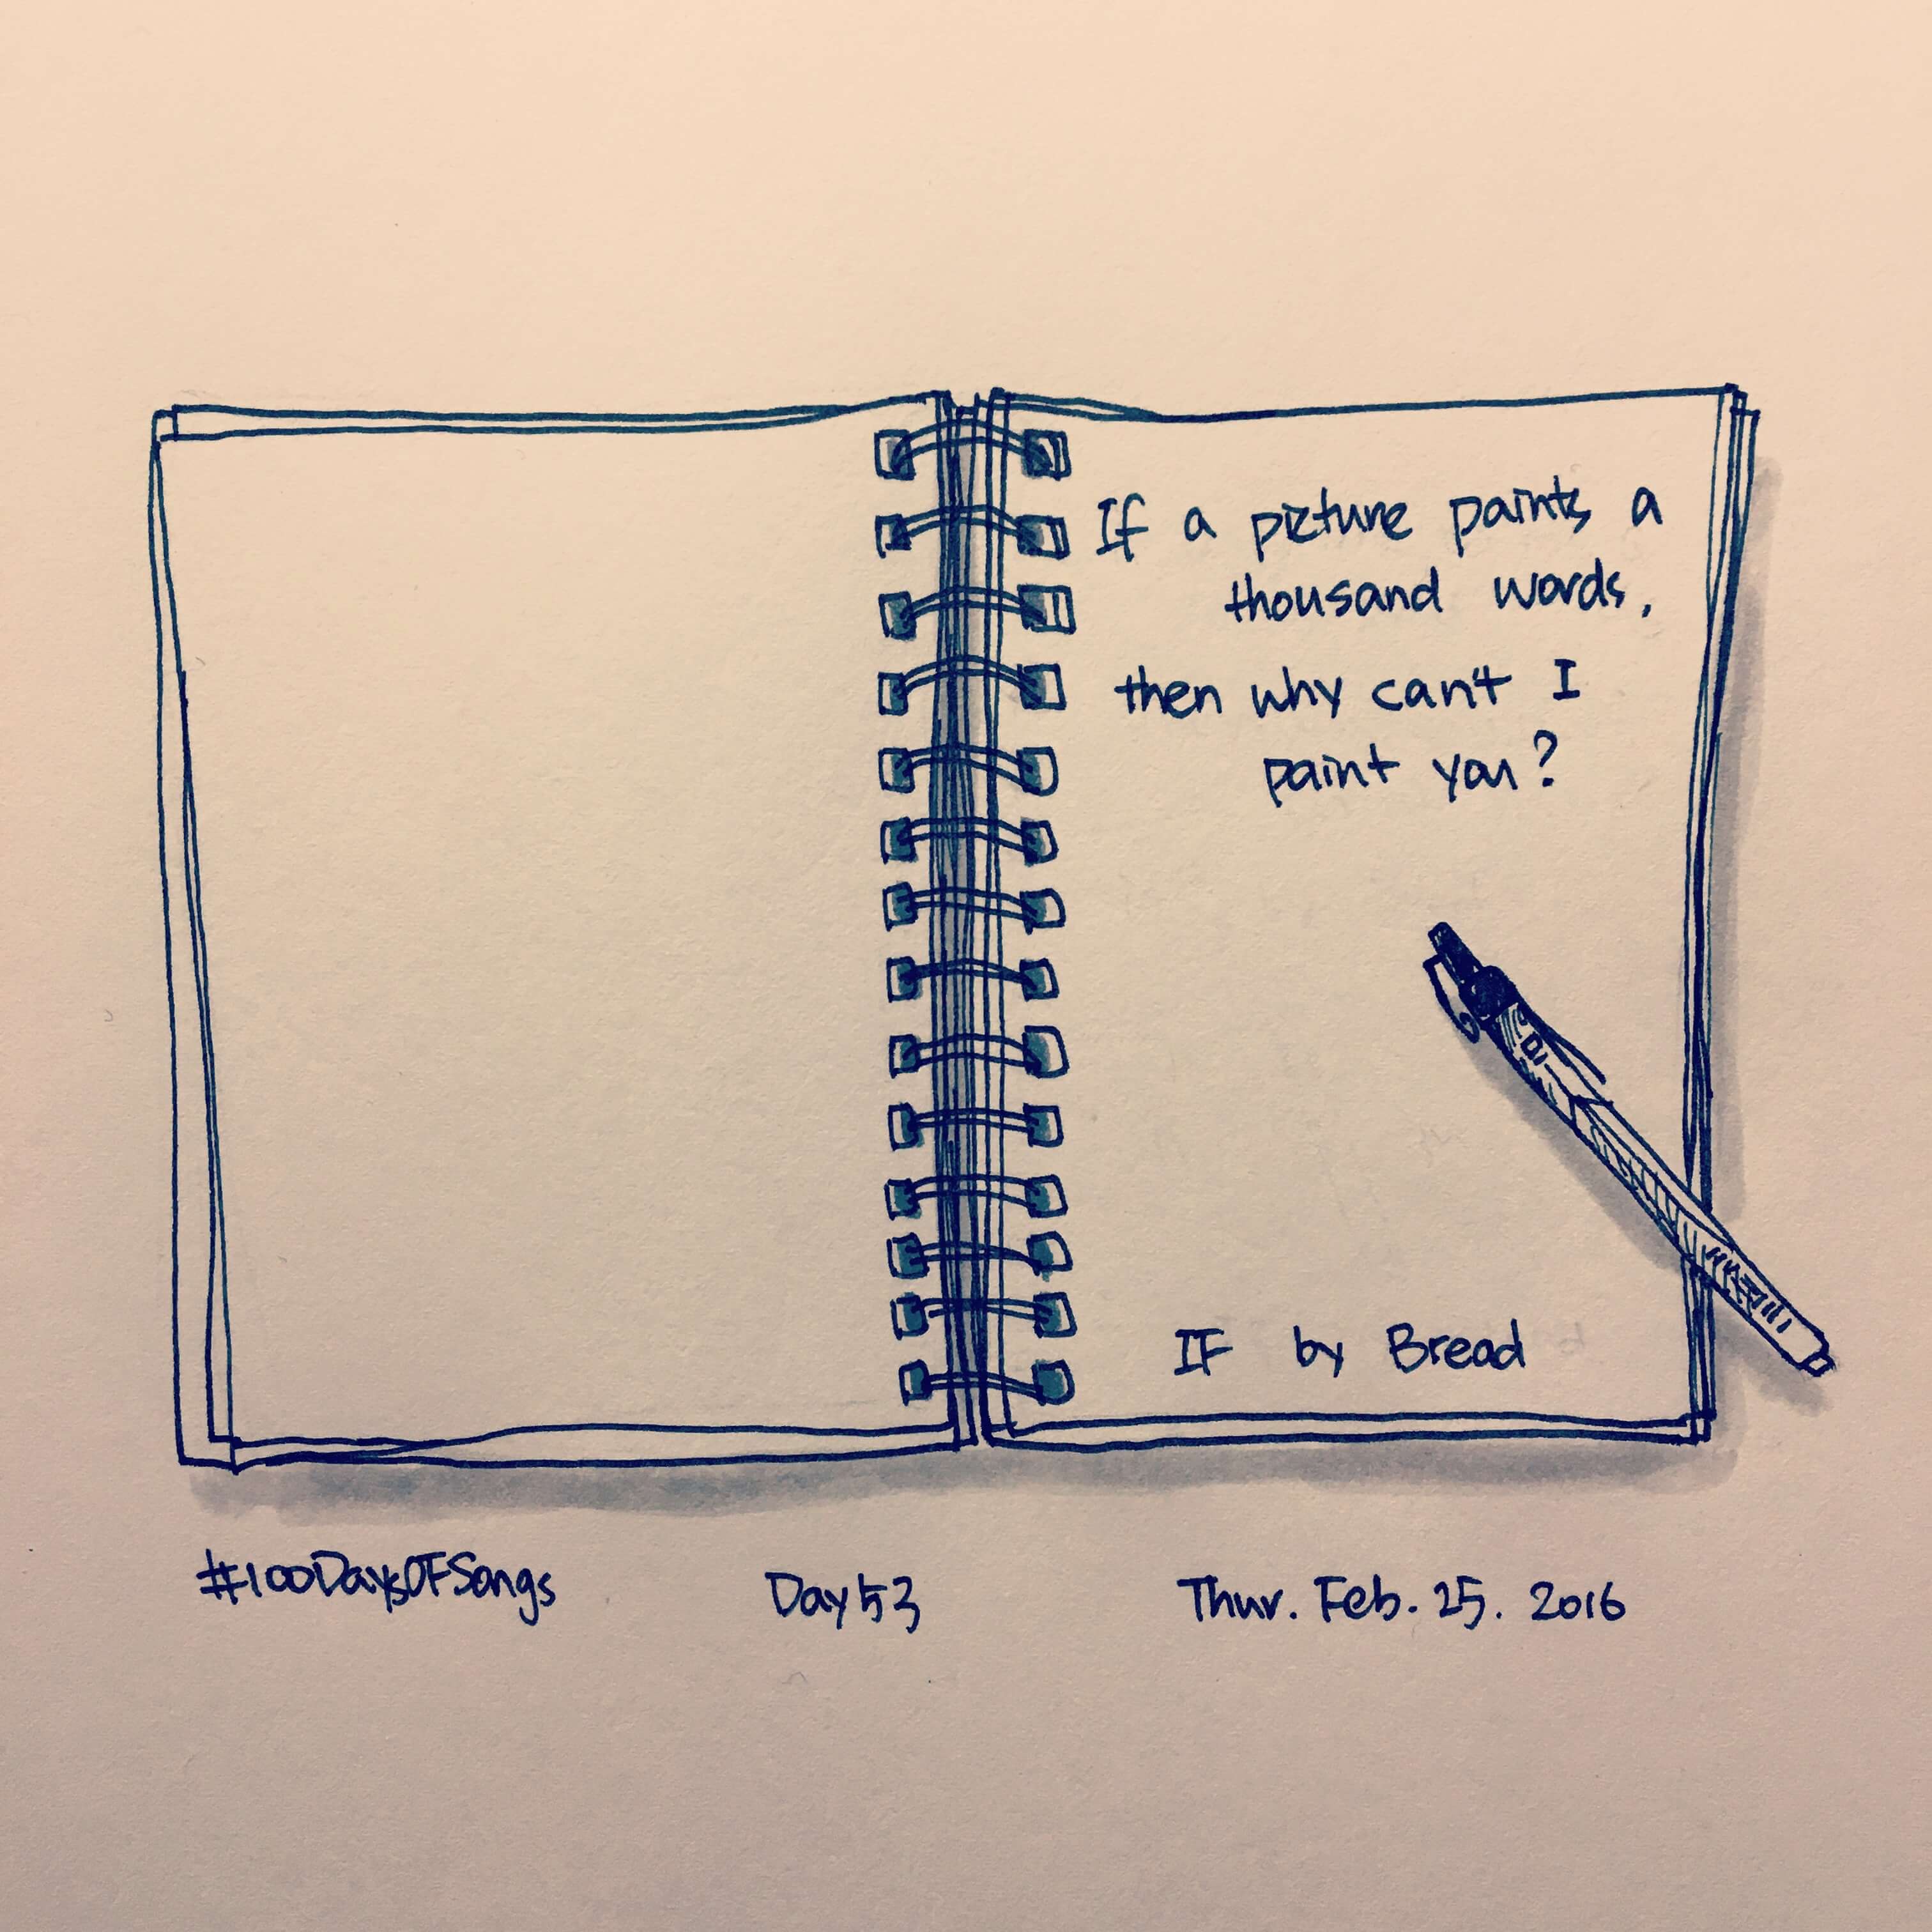 If a picture paints a
thousand words,
then why can't I
paint you?
IF by Bread
#100DaysOFSongs
Day 53
Thur. Feb. 25. 2016